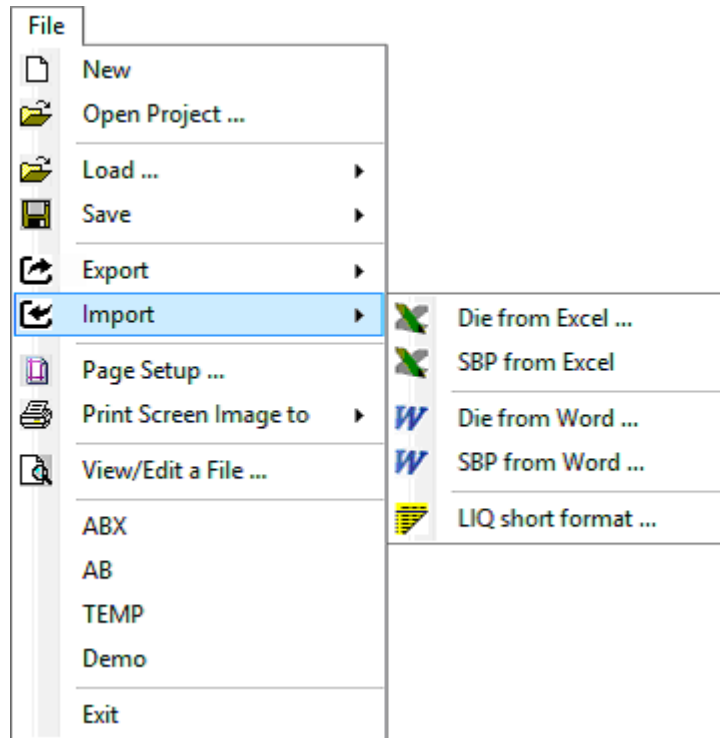 File
New
Open Project ...
Load ...
Save
Export
Import
Page Setup ...
Print Screen Image to
View/Edit a File ...
ABX
AB
TEMP
Demo
Exit
Die from Excel ...
SBP from Excel
Die from Word ...
SBP from Word ...
LIQ short format ...